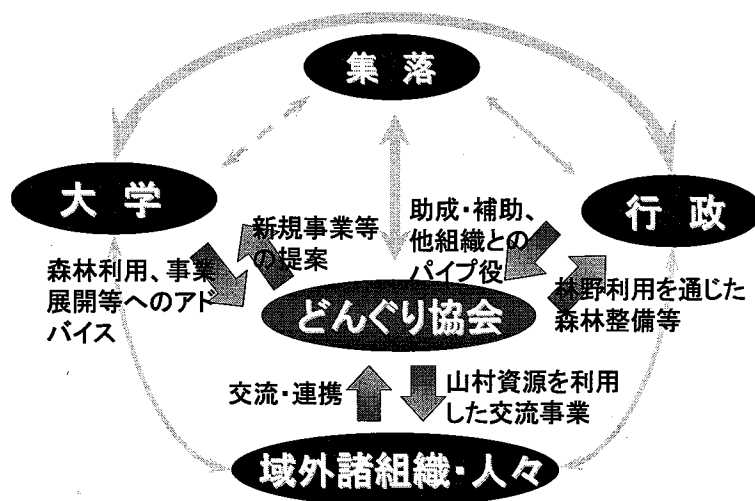 集落
大学
行政
新規事業等
の提案
助成・補助、
他組織との
パイプ役
森林利用、事業
展開等へのアド
バイス
林野利用を通じた
森林整備等
どんぐり協会
交流・連携
山村資源を利用
した交流事業
域外諸組織・人々